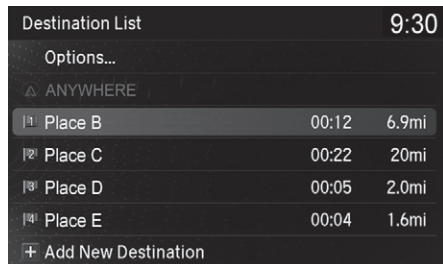 Destination List 9:30
Options...
ANYWHERE
1 Place B 00:12 6.9mi
2 Place C 00:22 20mi
3 Place D 00:05 2.0mi
4 Place E 00:04 1.6mi
+ Add New Destination